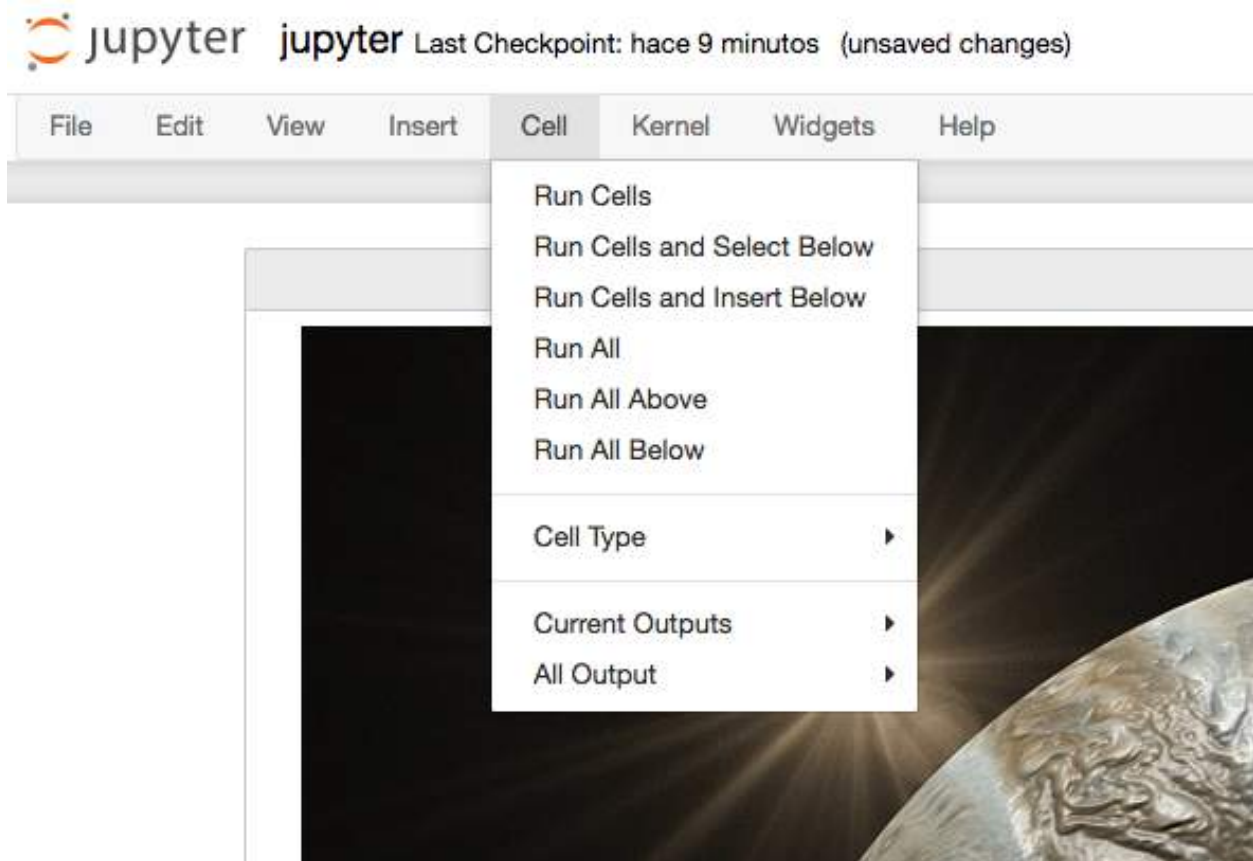 jupyter jupyter Last Checkpoint: hace 9 minutos (unsaved changes)
File Edit View Insert Cell Kernel Widgets Help
Run Cells
Run Cells and Select Below
Run Cells and Insert Below
Run All
Run All Above
Run All Below
Cell Type
Current Outputs
All Output